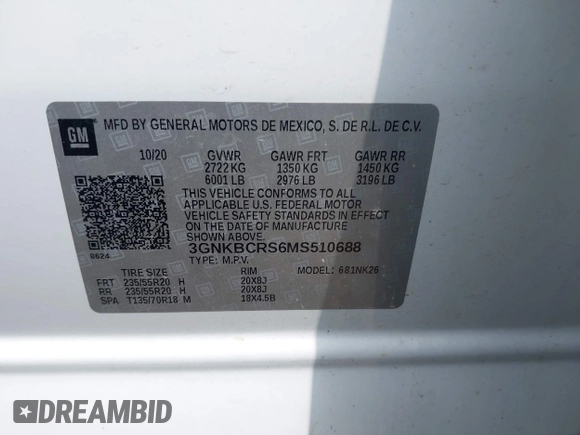 GM
MFD BY GENERAL MOTORS DE MEXICO, S. DE R.L. DE C.V.
10/20 GVWR GAWR FRT GAWR RR
2722 KG 1350 KG 1450 KG
6001 LB 2976 LB 3196 LB
THIS VEHICLE CONFORMS TO ALL
APPLICABLE U.S. FEDERAL MOTOR
VEHICLE SAFETY STANDARDS IN EFFECT
ON THE DATE OF MANUFACTURE
SHOWN ABOVE.
3GNKBCRS6MS510688
8624
TYPE: M.P.V. MODEL: 681NK26
TIRE SIZE RIM
FRT 235/55R20 H 20X8J
RR 235/55R20 H 20X8J
SPA T135/70R18 M 18X4.5B
DREAMBID